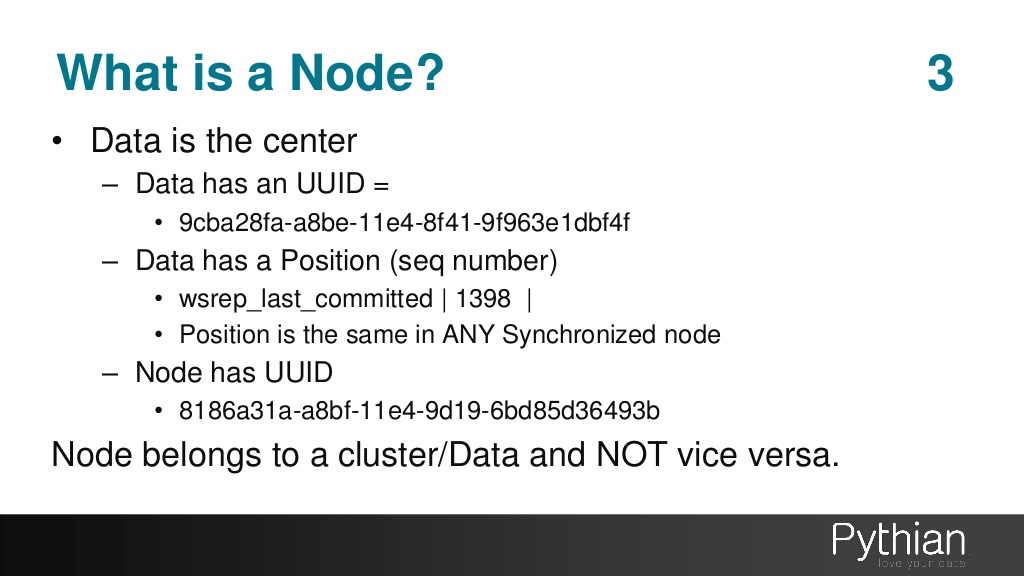 What is a Node? 3
• Data is the center
– Data has an UUID =
• 9cba28fa-a8be-11e4-8f41-9f963e1dbf4f
– Data has a Position (seq number)
• wsrep_last_committed | 1398 |
• Position is the same in ANY Synchronized node
– Node has UUID
• 8186a31a-a8bf-11e4-9d19-6bd85d36493b
Node belongs to a cluster/Data and NOT vice versa.
Pythian
love your data